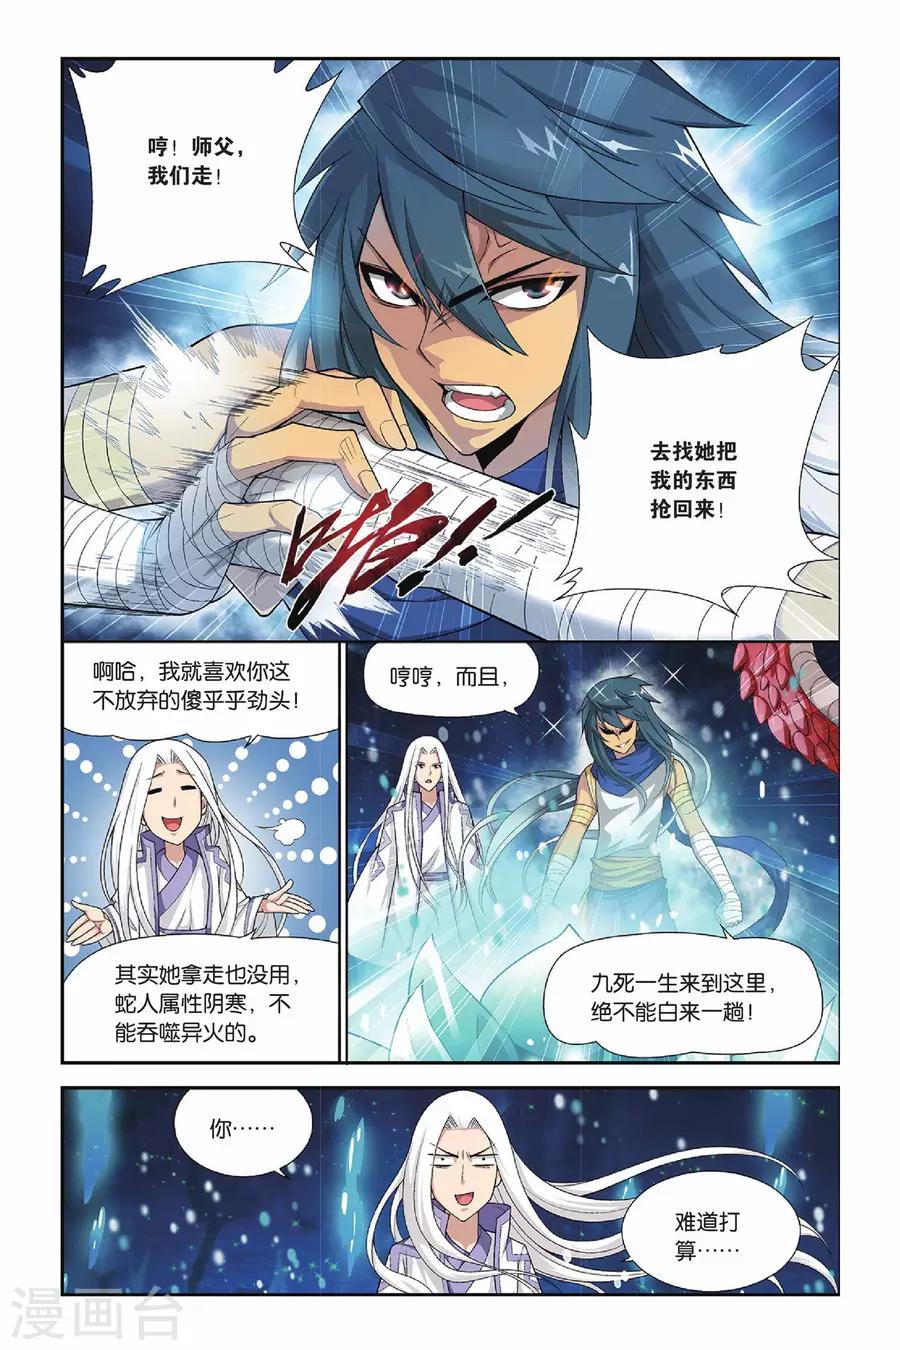 哼！师父，
我们走！
去找她把
我的东西
抢回来！
啪！！
啊哈，我就喜欢你这
不放弃的傻乎乎劲头！
其实她拿走也没用，
蛇人属性阴寒，不
能吞噬异火的。
哼哼，而且，
九死一生来到这里，
绝不能白来一趟！
你……
难道打
算……
漫画台